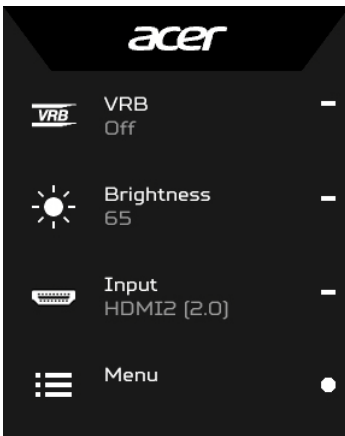 acer
VRB
VRB
Off
Brightness
65
Input
HDMI2 (2.0)
Menu